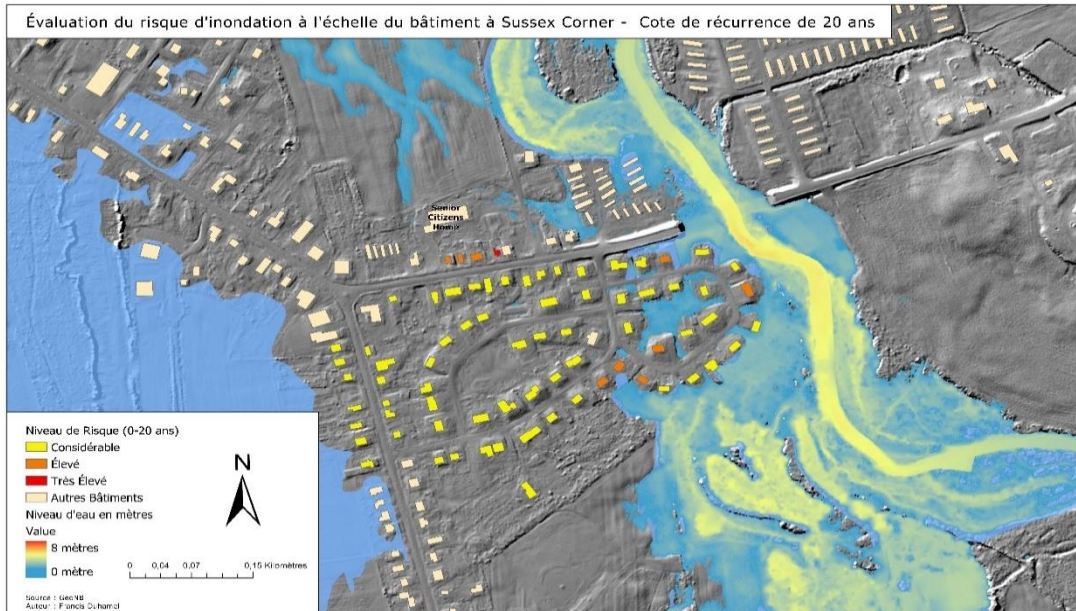 Évaluation du risque d'inondation à l'échelle du bâtiment à Sussex Corner - Cote de récurrence de 20 ans
Senior
Citizens
Home
Niveau de Risque (0-20 ans)
Considérable
Élevé
Très Élevé
Autres Bâtiments
Niveau d'eau en mètres
Value
8 mètres
0 mètre
N
0 0,04 0,07 0,15 Kilomètres
Source : GeoNB
Auteur : Francis Duhamel